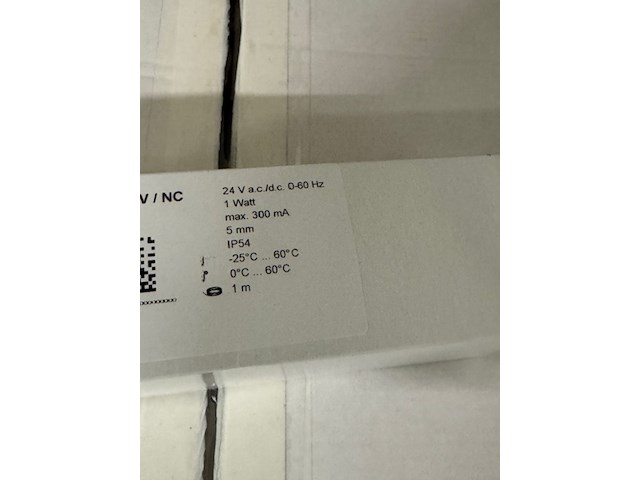 V / NC
24 V a.c./d.c. 0-60 Hz
1 Watt
max. 300 mA
5 mm
IP54
-25°C ... 60°C
0°C ... 60°C
1 m